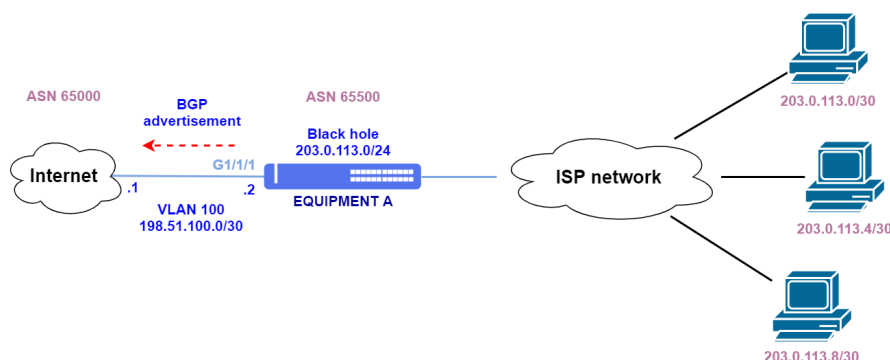 ASN 65000
BGP
advertisement
ASN 65500
Black hole
203.0.113.0/24
Internet
G1/1/1
.1
.2
VLAN 100
198.51.100.0/30
EQUIPMENT A
ISP network
203.0.113.0/30
203.0.113.4/30
203.0.113.8/30